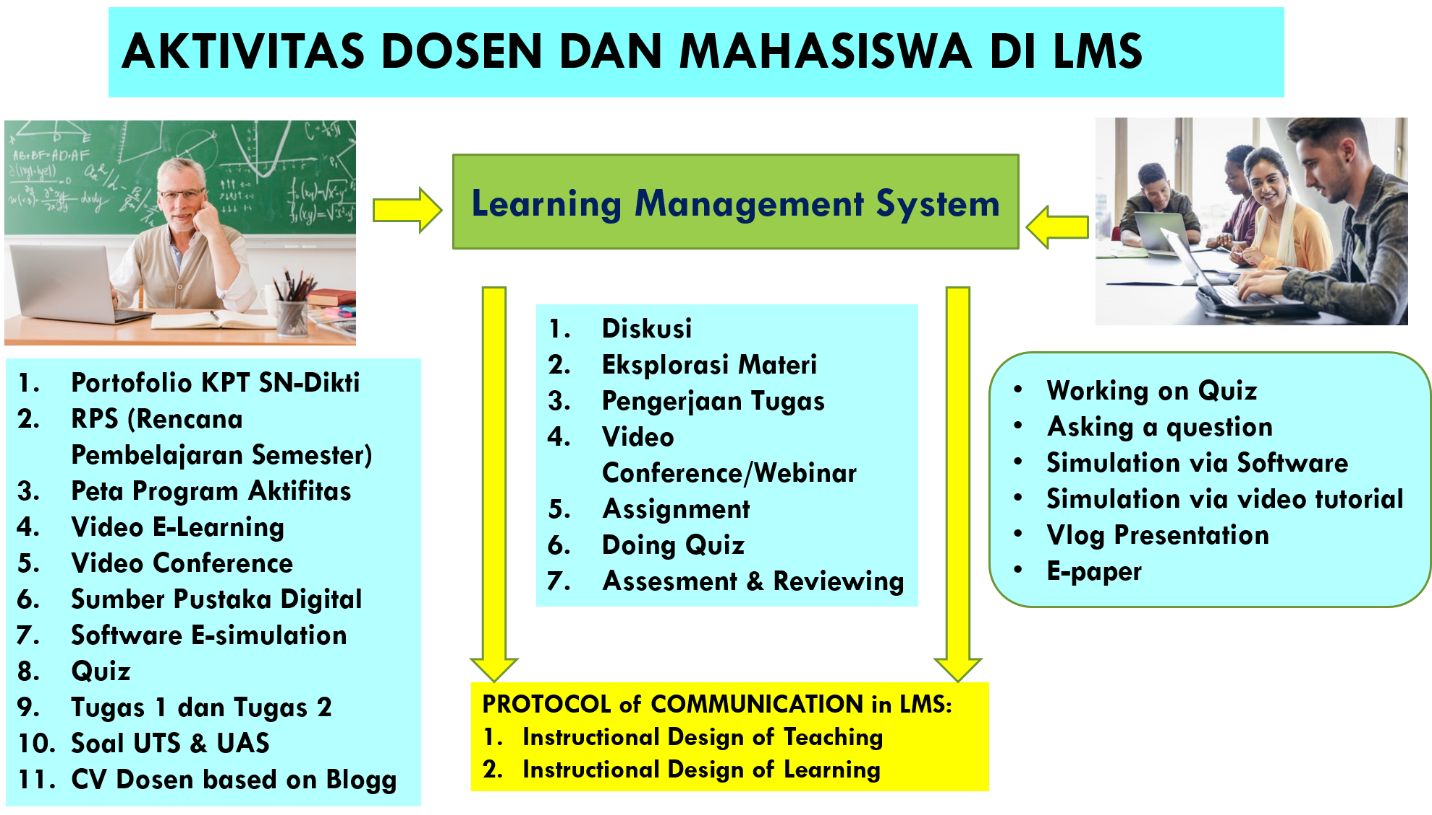 AKTIVITAS DOSEN DAN MAHASISWA DI LMS
Learning Management System
1. Portofolio KPT SN-Dikti
2. RPS (Rencana
Pembelajaran Semester)
3. Peta Program Aktifitas
4. Video E-Learning
5. Video Conference
6. Sumber Pustaka Digital
7. Software E-simulation
8. Quiz
9. Tugas 1 dan Tugas 2
10. Soal UTS & UAS
11. CV Dosen based on Blogg
1. Diskusi
2. Eksplorasi Materi
3. Pengerjaan Tugas
4. Video
Conference/Webinar
5. Assignment
6. Doing Quiz
7. Assesment & Reviewing
• Working on Quiz
• Asking a question
• Simulation via Software
• Simulation via video tutorial
• Vlog Presentation
• E-paper
PROTOCOL of COMMUNICATION in LMS:
1. Instructional Design of Teaching
2. Instructional Design of Learning